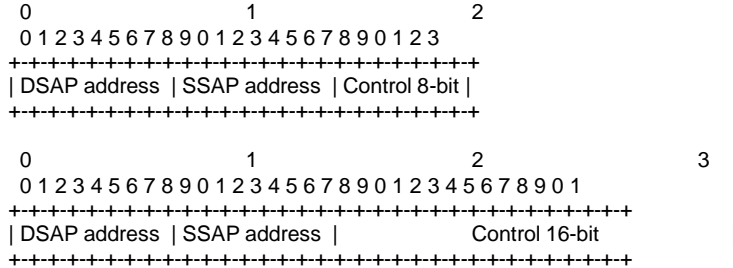 0 1 2
0 1 2 3 4 5 6 7 8 9 0 1 2 3 4 5 6 7 8 9 0 1 2 3
+-+-+-+-+-+-+-+-+-+-+-+-+-+-+-+-+-+-+-+-+-+-+-+-+
| DSAP address | SSAP address | Control 8-bit |
+-+-+-+-+-+-+-+-+-+-+-+-+-+-+-+-+-+-+-+-+-+-+-+-+
0 1 2 3
0 1 2 3 4 5 6 7 8 9 0 1 2 3 4 5 6 7 8 9 0 1 2 3 4 5 6 7 8 9 0 1
+-+-+-+-+-+-+-+-+-+-+-+-+-+-+-+-+-+-+-+-+-+-+-+-+-+-+-+-+-+-+-+-+
| DSAP address | SSAP address | Control 16-bit |
+-+-+-+-+-+-+-+-+-+-+-+-+-+-+-+-+-+-+-+-+-+-+-+-+-+-+-+-+-+-+-+-+